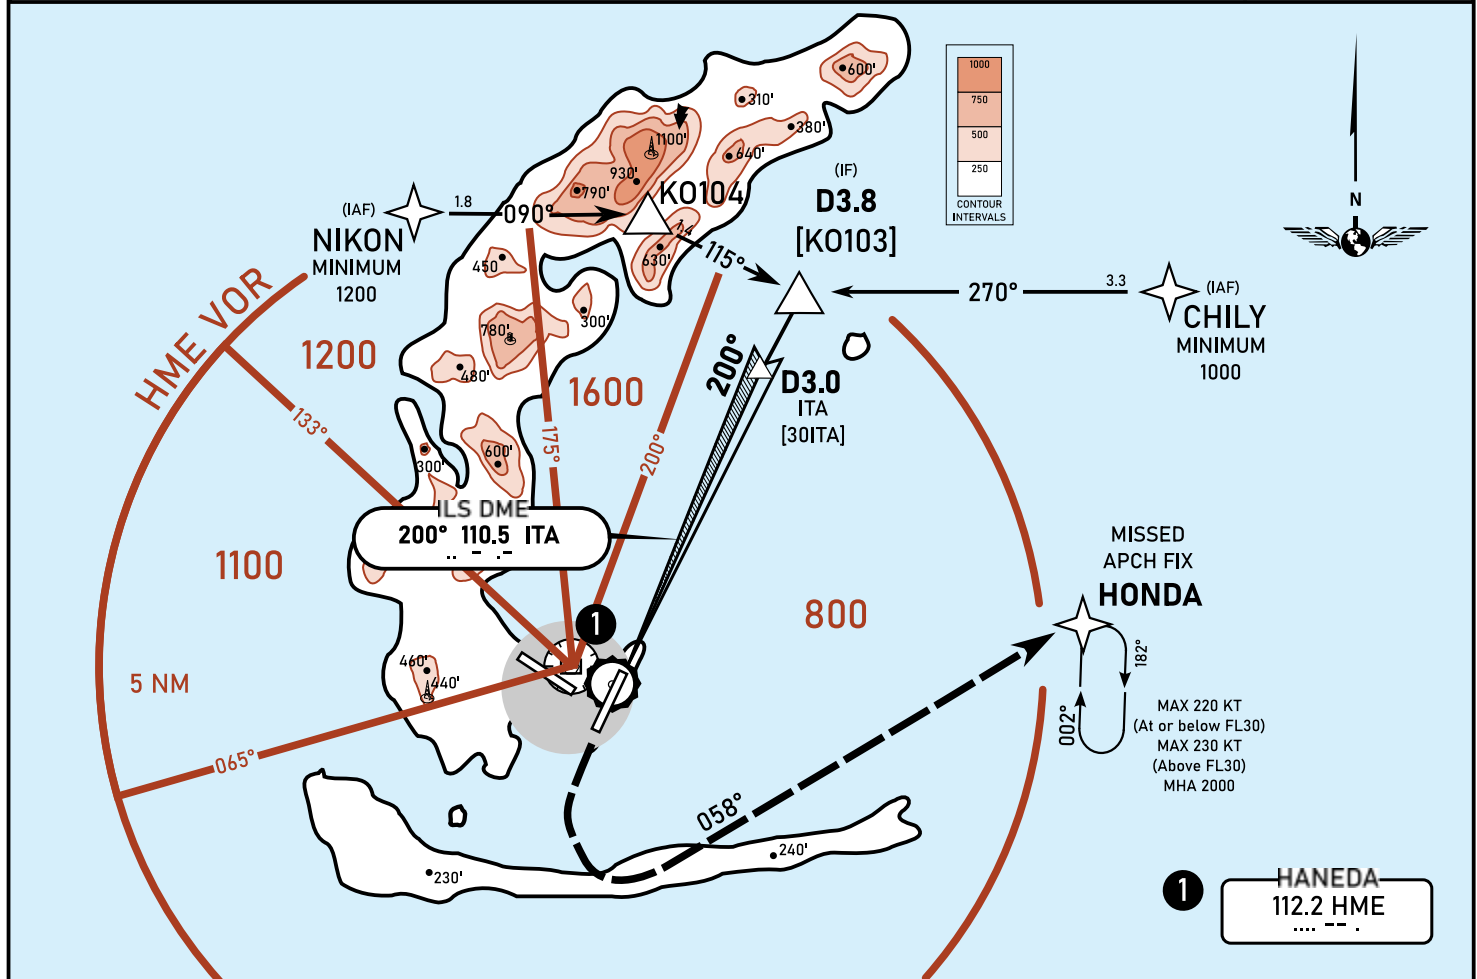 600'
310'
380'
1100'
640'
930'
790'
1000
750
500
250
CONTOUR
INTERVALS
N
(IAF)
NIKON
MINIMUM
1200
1.8
090°
KO104
1.4
115°
(IF)
D3.8
[KO103]
270°
3.3
(IAF)
CHILY
MINIMUM
1000
450'
630'
300'
780'
480'
600'
300'
HME VOR
1200
1600
133°
175°
200°
200°
D3.0
ITA
[30ITA]
ILS DME
200° 110.5 ITA
.. - .-
1100
800
5 NM
460'
440'
065°
1
MISSED
APCH FIX
HONDA
182°
002°
MAX 220 KT
(At or below FL30)
MAX 230 KT
(Above FL30)
MHA 2000
058°
230'
240'
1
HANEDA
112.2 HME
.... -- .